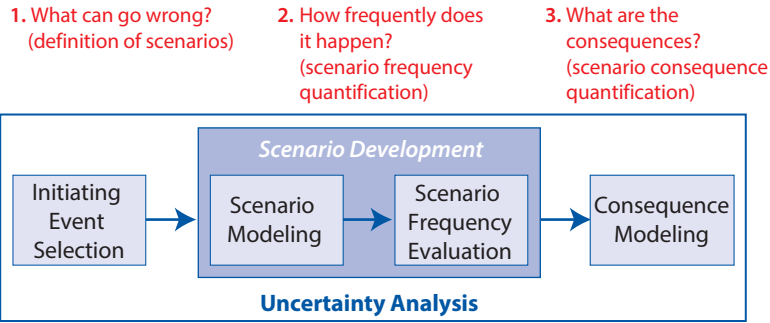 1. What can go wrong?
(definition of scenarios)
2. How frequently does
it happen?
(scenario frequency
quantification)
3. What are the
consequences?
(scenario consequence
quantification)
Scenario Development
Initiating
Event
Selection
Scenario
Modeling
Scenario
Frequency
Evaluation
Consequence
Modeling
Uncertainty Analysis